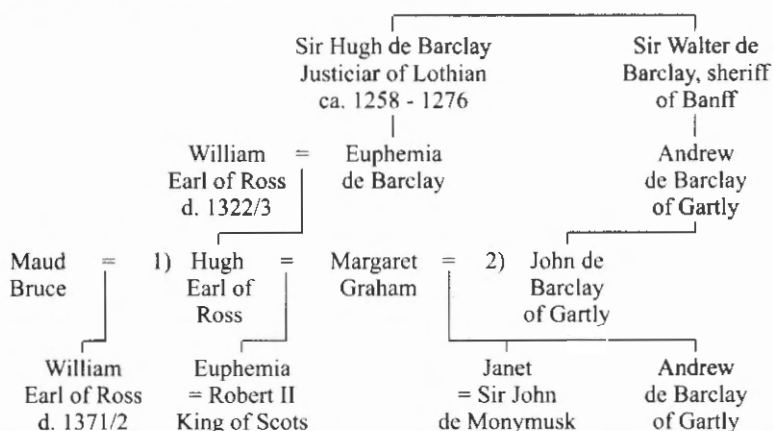 Sir Hugh de Barclay
Justiciar of Lothian
ca. 1258 - 1276
Sir Walter de
Barclay, sheriff
of Banff
William
Earl of Ross
d. 1322/3
=
Euphemia
de Barclay
Andrew
de Barclay
of Gartly
Maud
Bruce
=
1) Hugh
Earl of
Ross
=
Margaret
Graham
=
2) John de
Barclay
of Gartly
William
Earl of Ross
d. 1371/2
Euphemia
= Robert II
King of Scots
Janet
= Sir John
de Monymusk
Andrew
de Barclay
of Gartly